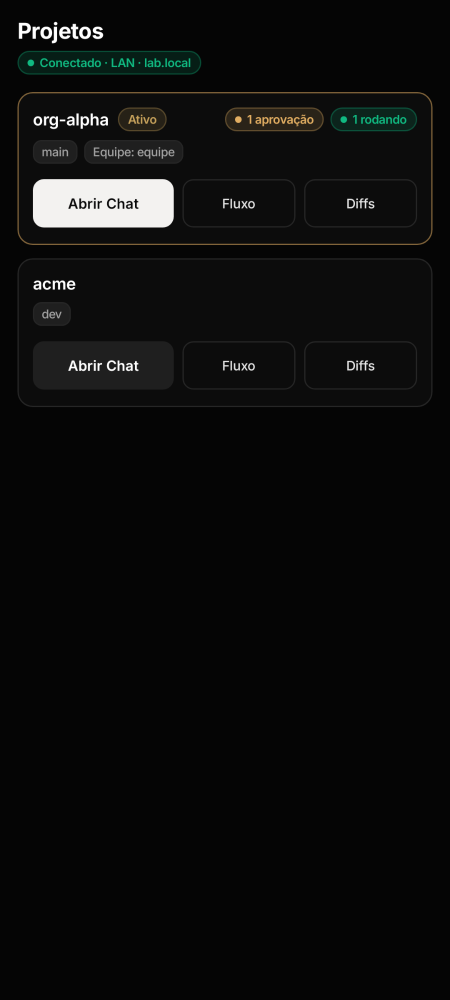 Projetos
Conectado · LAN · lab.local
org-alpha Ativo 1 aprovação 1 rodando
main Equipe: equipe
Abrir Chat Fluxo Diffs
acme
dev
Abrir Chat Fluxo Diffs